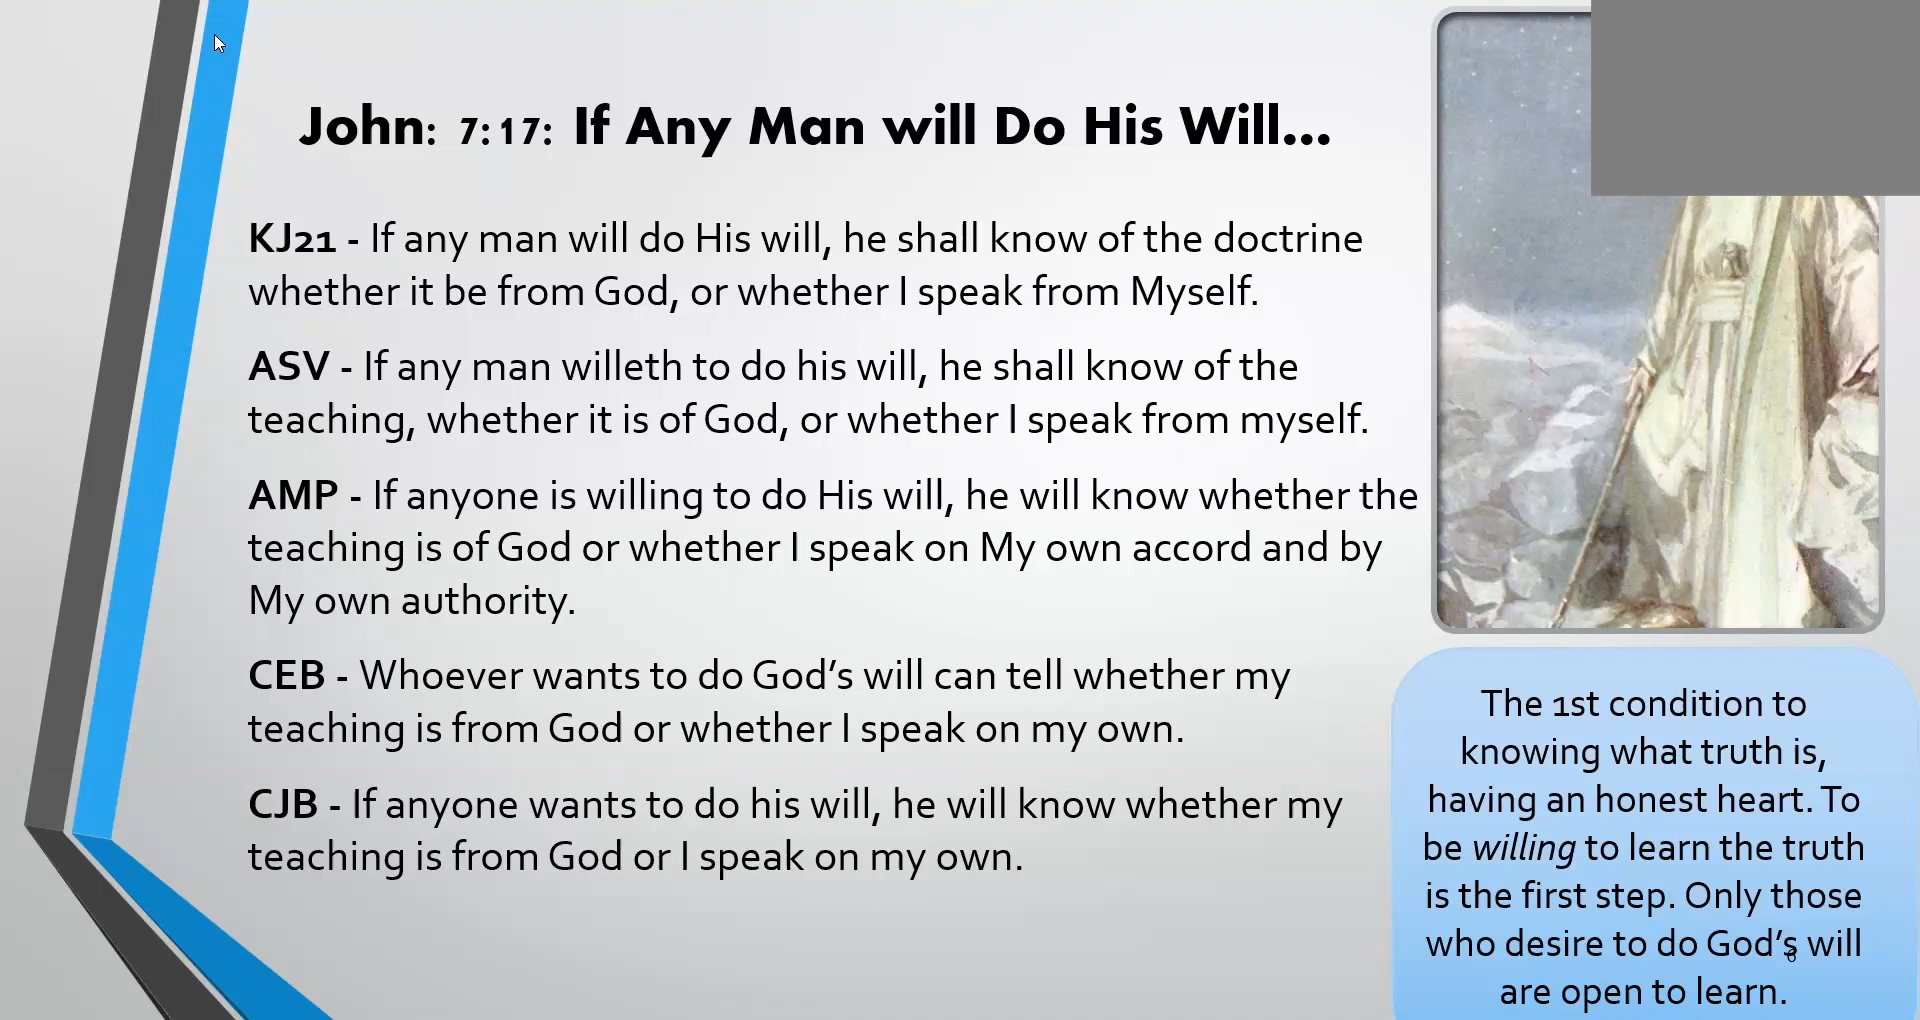 John: 7:17: If Any Man will Do His Will...
KJ21 - If any man will do His will, he shall know of the doctrine
whether it be from God, or whether I speak from Myself.
ASV - If any man willeth to do his will, he shall know of the
teaching, whether it is of God, or whether I speak from myself.
AMP - If anyone is willing to do His will, he will know whether the
teaching is of God or whether I speak on My own accord and by
My own authority.
CEB - Whoever wants to do God’s will can tell whether my
teaching is from God or whether I speak on my own.
CJB - If anyone wants to do his will, he will know whether my
teaching is from God or I speak on my own.
The 1st condition to
knowing what truth is,
having an honest heart. To
be willing to learn the truth
is the first step. Only those
who desire to do God’s will
are open to learn.
6